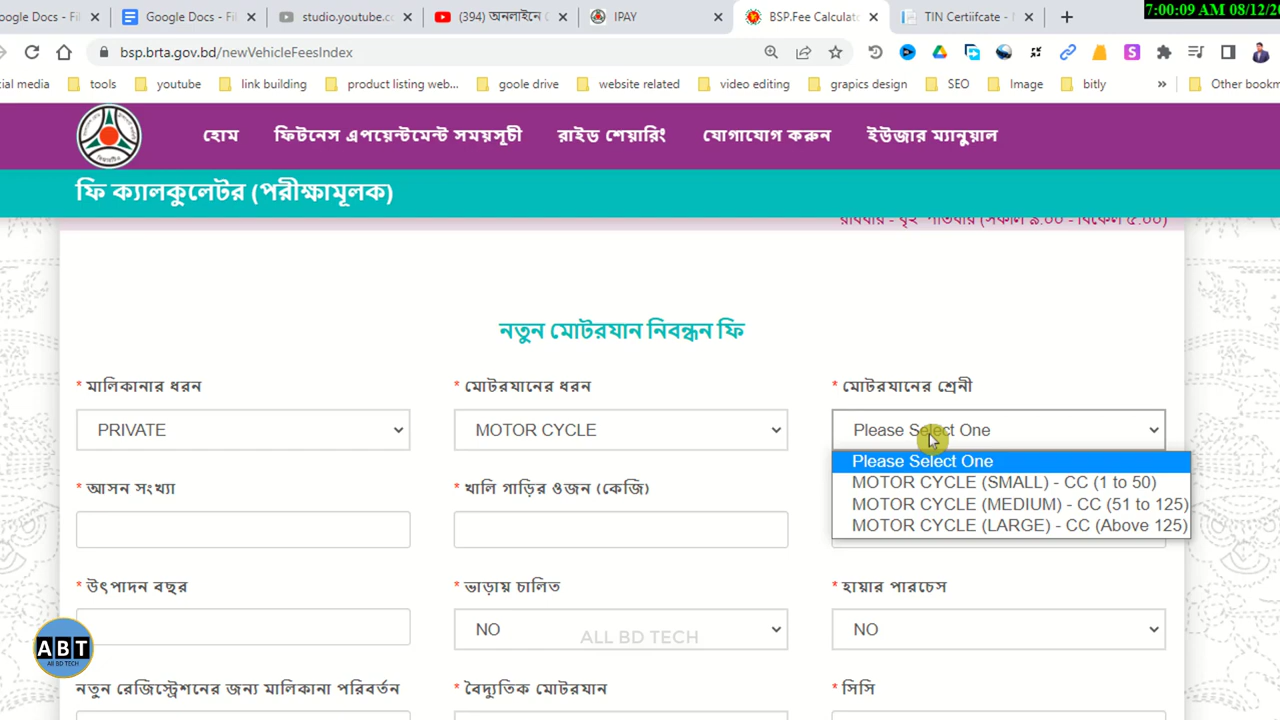 7:00:09 AM 08/12/20
oogle Docs - Fil
Google Docs - Fil
studio.youtube.co
(394) অনলাইনে C
IPAY
BSP.Fee Calculato
TIN Certiifcate -
bsp.brta.gov.bd/newVehicleFeesIndex
cial media
tools
youtube
link building
product listing web...
goole drive
website related
video editing
grapics design
SEO
Image
bitly
»
Other bookm
হোম
ফিটনেস এপয়েন্টমেন্ট সময়সূচী
রাইড শেয়ারিং
যোগাযোগ করুন
ইউজার ম্যানুয়াল
ফি ক্যালকুলেটর (পরীক্ষামূলক)
নতুন মোটরযান নিবন্ধন ফি
* মালিকানার ধরন
* মোটরযানের ধরন
* মোটরযানের শ্রেনী
PRIVATE
MOTOR CYCLE
Please Select One
Please Select One
MOTOR CYCLE (SMALL) - CC (1 to 50)
MOTOR CYCLE (MEDIUM) - CC (51 to 125)
MOTOR CYCLE (LARGE) - CC (Above 125)
* আসন সংখ্যা
* খালি গাড়ির ওজন (কেজি)
* উৎপাদন বছর
* ভাড়ায় চালিত
* হায়ার পারচেস
NO
NO
ALL BD TECH
ABT
All BD TECH
নতুন রেজিস্ট্রেশনের জন্য মালিকানা পরিবর্তন
* বৈদ্যুতিক মোটরযান
* সিসি